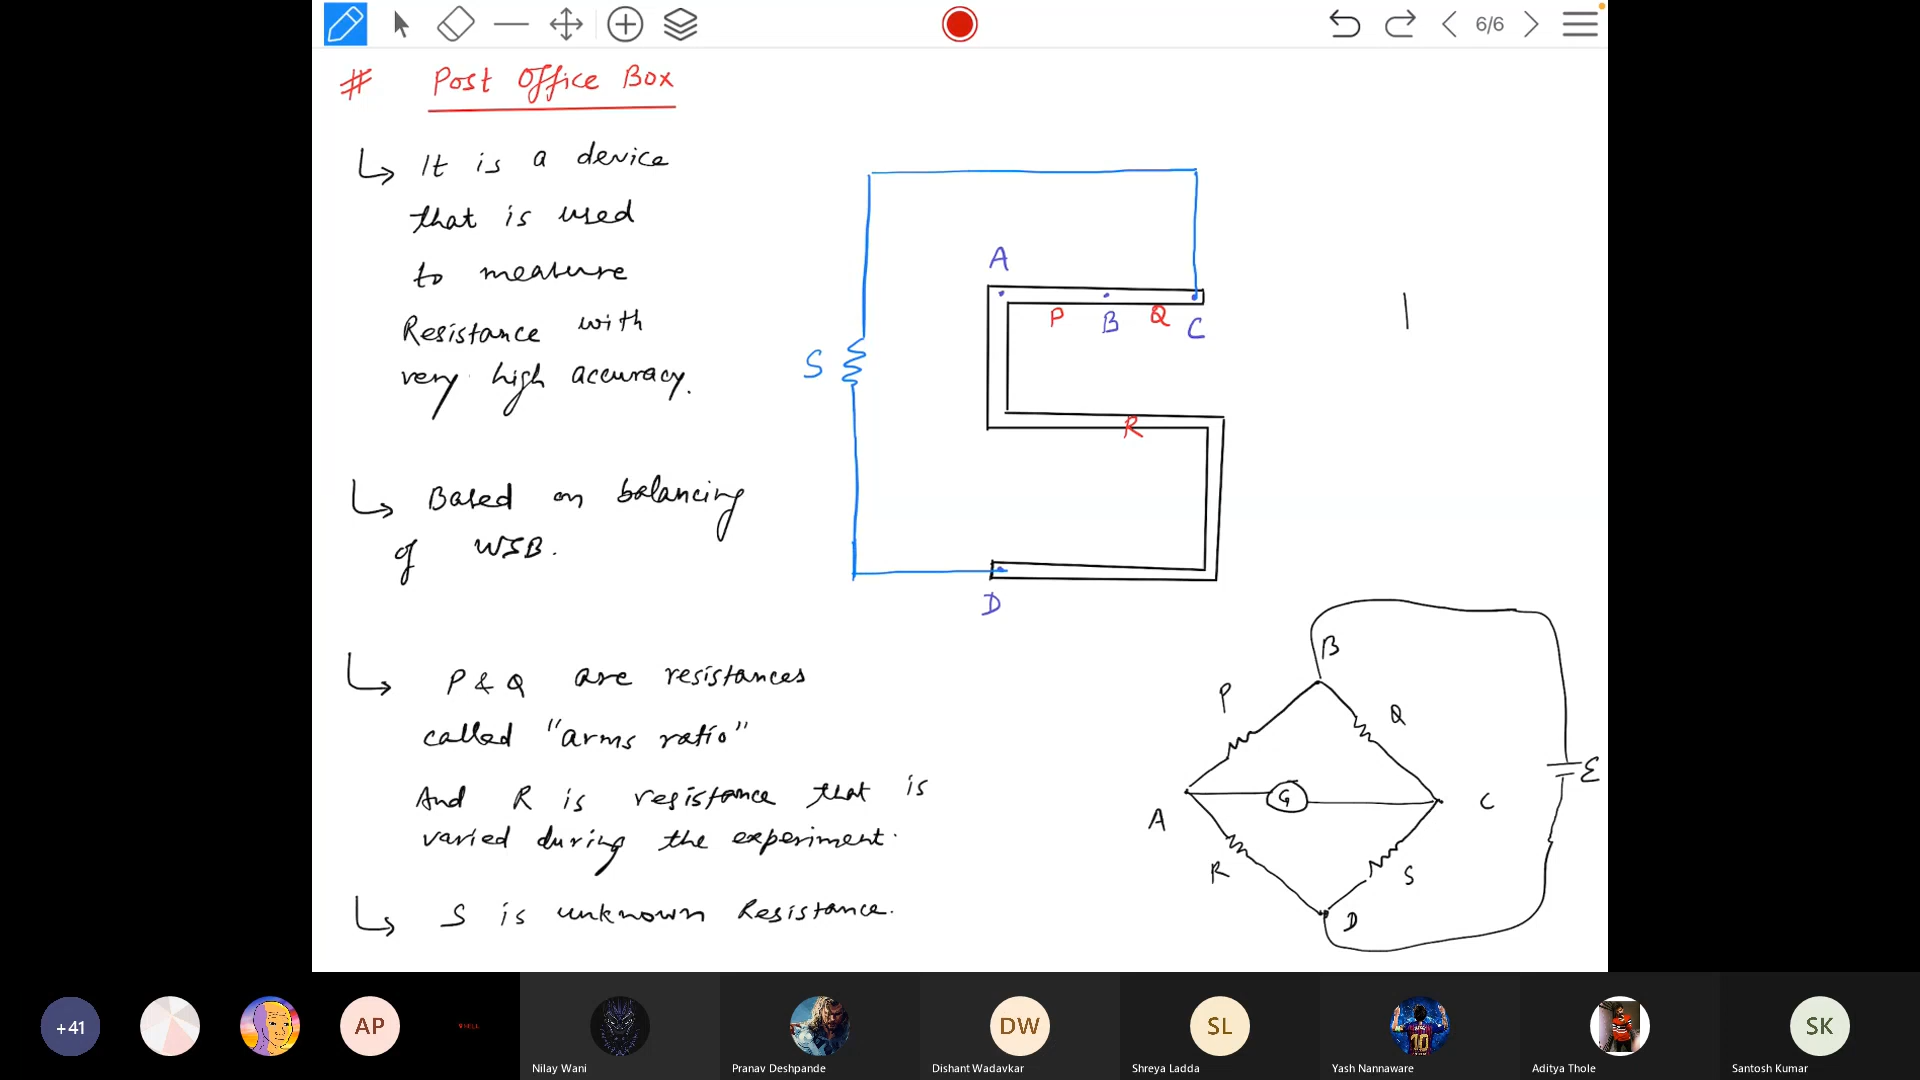 6/6
# Post Office Box
↳ It is a device
that is used
to measure
Resistance with
very high accuracy.
↳ Based on balancing
of WSB.
↳ P & Q are resistances
called "arms ratio"
And R is resistance that is
varied during the experiment.
↳ S is unknown Resistance.
A
P
B
Q
C
S
R
D
B
P
Q
ε
G
A
C
R
S
D
+41
AP
DW
SL
10
SK
Nilay Wani
Pranav Deshpande
Dishant Wadavkar
Shreya Ladda
Yash Nannaware
Aditya Thole
Santosh Kumar